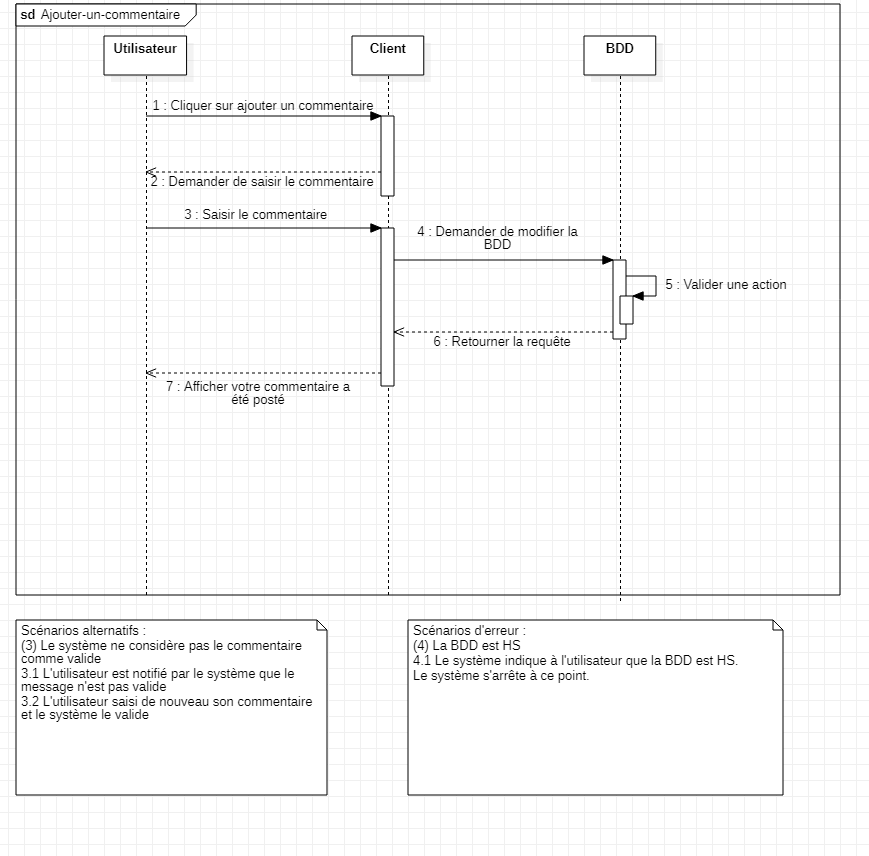 sd Ajouter-un-commentaire
Utilisateur
Client
BDD
1 : Cliquer sur ajouter un commentaire
2 : Demander de saisir le commentaire
3 : Saisir le commentaire
4 : Demander de modifier la
BDD
5 : Valider une action
6 : Retourner la requête
7 : Afficher votre commentaire a
été posté
Scénarios alternatifs :
(3) Le système ne considère pas le commentaire
comme valide
3.1 L'utilisateur est notifié par le système que le
message n'est pas valide
3.2 L'utilisateur saisi de nouveau son commentaire
et le système le valide
Scénarios d'erreur :
(4) La BDD est HS
4.1 Le système indique à l'utilisateur que la BDD est HS.
Le système s'arrête à ce point.